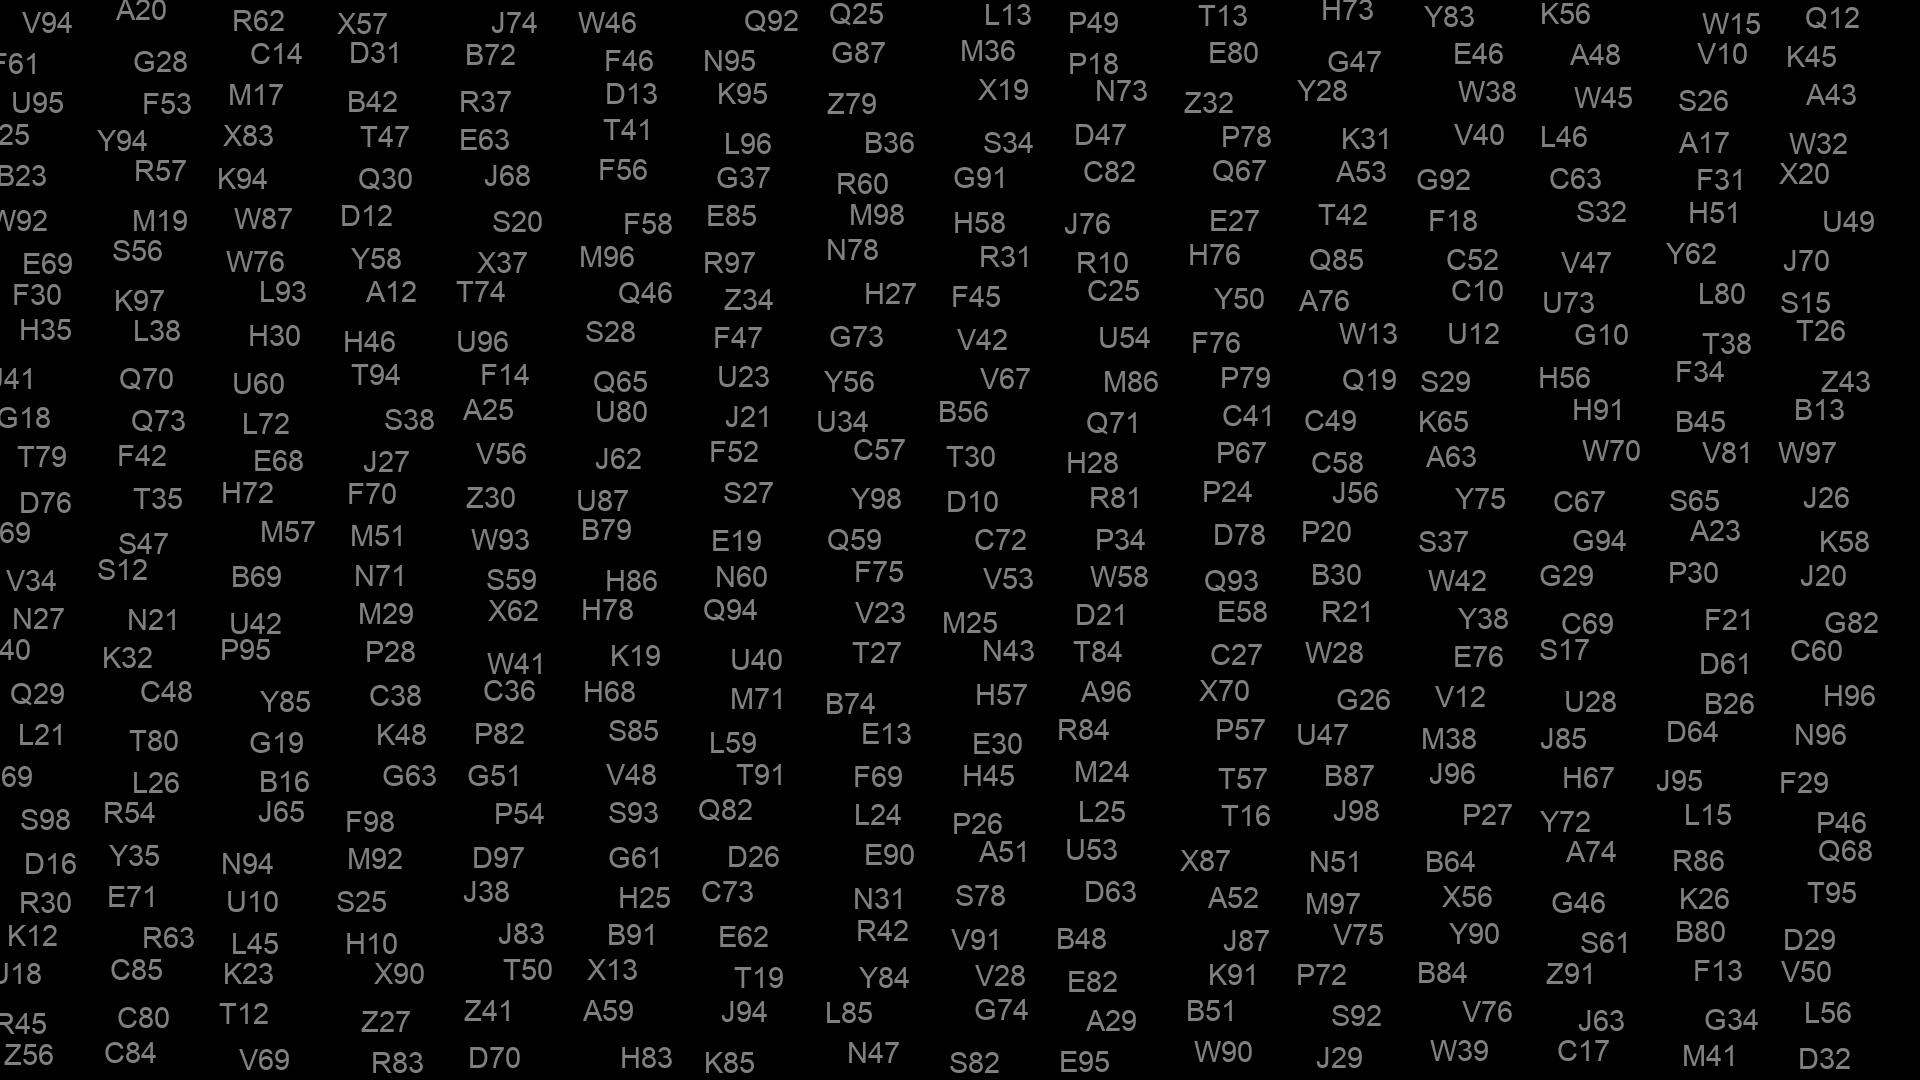 V94 A20 R62 X57 J74 W46 Q92 Q25 L13 P49 T13 H73 Y83 K56 W15 Q12
F61 G28 C14 D31 B72 F46 N95 G87 M36 P18 E80 G47 E46 A48 V10 K45
U95 F53 M17 B42 R37 D13 K95 Z79 X19 N73 Z32 Y28 W38 W45 S26 A43
25 Y94 X83 T47 E63 T41 L96 B36 S34 D47 P78 K31 V40 L46 A17 W32
B23 R57 K94 Q30 J68 F56 G37 R60 G91 C82 Q67 A53 G92 C63 F31 X20
W92 M19 W87 D12 S20 F58 E85 M98 H58 J76 E27 T42 F18 S32 H51 U49
E69 S56 W76 Y58 X37 M96 R97 N78 R31 R10 H76 Q85 C52 V47 Y62 J70
F30 K97 L93 A12 T74 Q46 Z34 H27 F45 C25 Y50 A76 C10 U73 L80 S15
H35 L38 H30 H46 U96 S28 F47 G73 V42 U54 F76 W13 U12 G10 T38 T26
41 Q70 U60 T94 F14 Q65 U23 Y56 V67 M86 P79 Q19 S29 H56 F34 Z43
G18 Q73 L72 S38 A25 U80 J21 U34 B56 Q71 C41 C49 K65 H91 B45 B13
T79 F42 E68 J27 V56 J62 F52 C57 T30 H28 P67 C58 A63 W70 V81 W97
D76 T35 H72 F70 Z30 U87 S27 Y98 D10 R81 P24 J56 Y75 C67 S65 J26
69 S47 M57 M51 W93 B79 E19 Q59 C72 P34 D78 P20 S37 G94 A23 K58
V34 S12 B69 N71 S59 H86 N60 F75 V53 W58 Q93 B30 W42 G29 P30 J20
N27 N21 U42 M29 X62 H78 Q94 V23 M25 D21 E58 R21 Y38 C69 F21 G82
40 K32 P95 P28 W41 K19 U40 T27 N43 T84 C27 W28 E76 S17 D61 C60
Q29 C48 Y85 C38 C36 H68 M71 B74 H57 A96 X70 G26 V12 U28 B26 H96
L21 T80 G19 K48 P82 S85 L59 E13 E30 R84 P57 U47 M38 J85 D64 N96
69 L26 B16 G63 G51 V48 T91 F69 H45 M24 T57 B87 J96 H67 J95 F29
S98 R54 J65 F98 P54 S93 Q82 L24 P26 L25 T16 J98 P27 Y72 L15 P46
D16 Y35 N94 M92 D97 G61 D26 E90 A51 U53 X87 N51 B64 A74 R86 Q68
R30 E71 U10 S25 J38 H25 C73 N31 S78 D63 A52 M97 X56 G46 K26 T95
K12 R63 L45 H10 J83 B91 E62 R42 V91 B48 J87 V75 Y90 S61 B80 D29
18 C85 K23 X90 T50 X13 T19 Y84 V28 E82 K91 P72 B84 Z91 F13 V50
R45 C80 T12 Z27 Z41 A59 J94 L85 G74 A29 B51 S92 V76 J63 G34 L56
Z56 C84 V69 R83 D70 H83 K85 N47 S82 E95 W90 J29 W39 C17 M41 D32